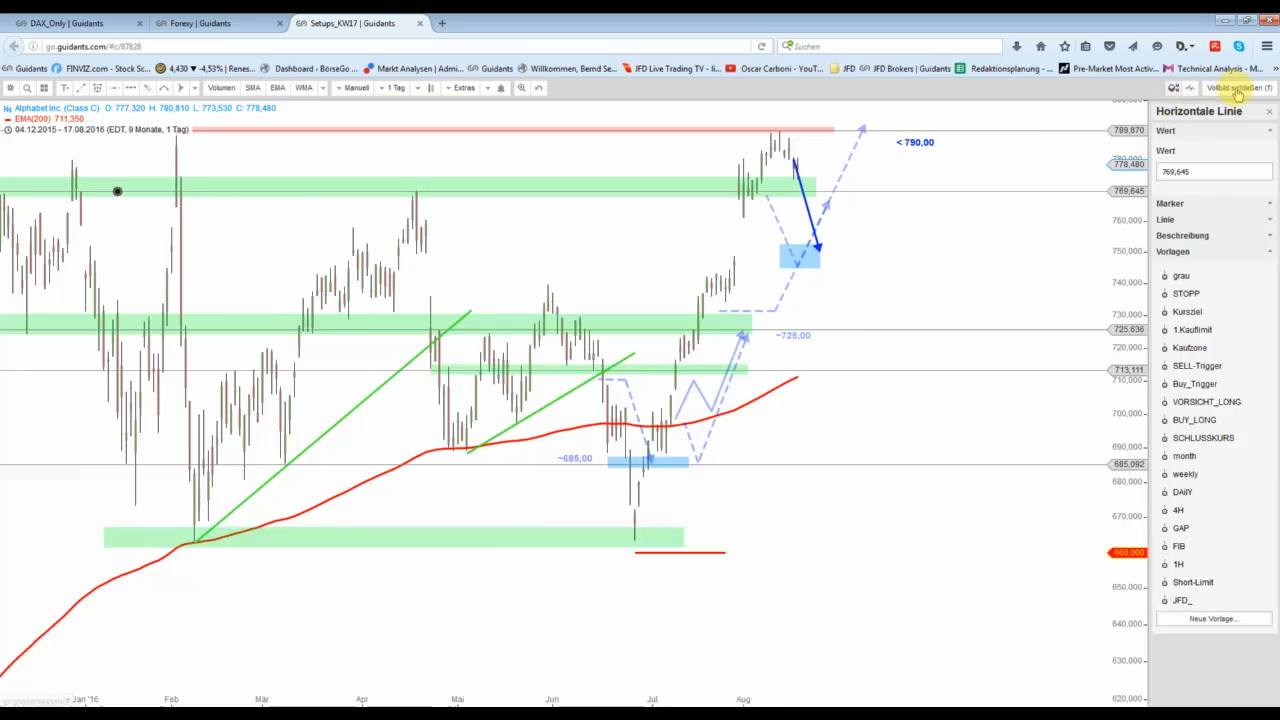 DAX_Only | Guidants
Forexy | Guidants
Setups_KW17 | Guidants
go.guidants.com/#c/87828
Suchen
Guidants
FINVIZ.com - Stock Sc...
4,430 ▾ -4,53% | Renes...
Dashboard ‹ BörseGo ...
Markt Analysen | Admi...
Guidants
Willkommen, Bernd Se...
JFD Live Trading TV - li...
Oscar Carboni - YouT...
JFD
JFD Brokers | Guidants
Redaktionsplanung - ...
Pre-Market Most Activ...
Technical Analysis - M...
Volumen
SMA
EMA
WMA
Manuell
1 Tag
Extras
Vollbild schließen (f)
Alphabet Inc. (Class C) O: 777,320 H: 780,810 L: 773,530 C: 778,480
EMA(200) 711,350
04.12.2015 - 17.08.2016 (EDT, 9 Monate, 1 Tag)
< 790,00
~725,00
~685,00
789,870
780,000
778,480
769,645
760,000
750,000
740,000
730,000
725,636
720,000
713,111
710,000
700,000
690,000
685,092
680,000
670,000
660,000
650,000
640,000
630,000
620,000
Jan '16
Feb
Mär
Apr
Mai
Jun
Jul
Aug
Horizontale Linie
Wert
Wert
769,645
Marker
Linie
Beschreibung
Vorlagen
grau
STOPP
Kursziel
1.Kauflimit
Kaufzone
SELL-Trigger
Buy_Trigger
VORSICHT_LONG
BUY_LONG
SCHLUSSKURS
month
weekly
DAilY
4H
GAP
FIB
1H
Short-Limit
JFD_
Neue Vorlage...